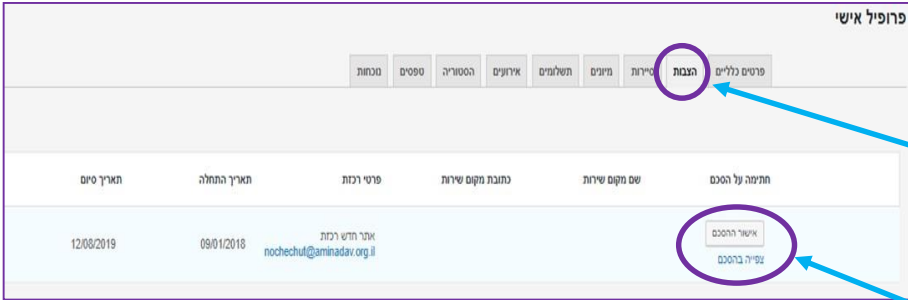 פרופיל אישי
פרטים כלליים הצבות סיירות מיונים תשלומים אירועים הסטוריה טפסים נוכחות
חתימה על הסכם שם מקום שירות כתובת מקום שירות פרטי רכזת תאריך התחלה תאריך סיום
אישור ההסכם
צפייה בהסכם
אתר חדש רכזת
nochechut@aminadav.org.il
09/01/2018 12/08/2019